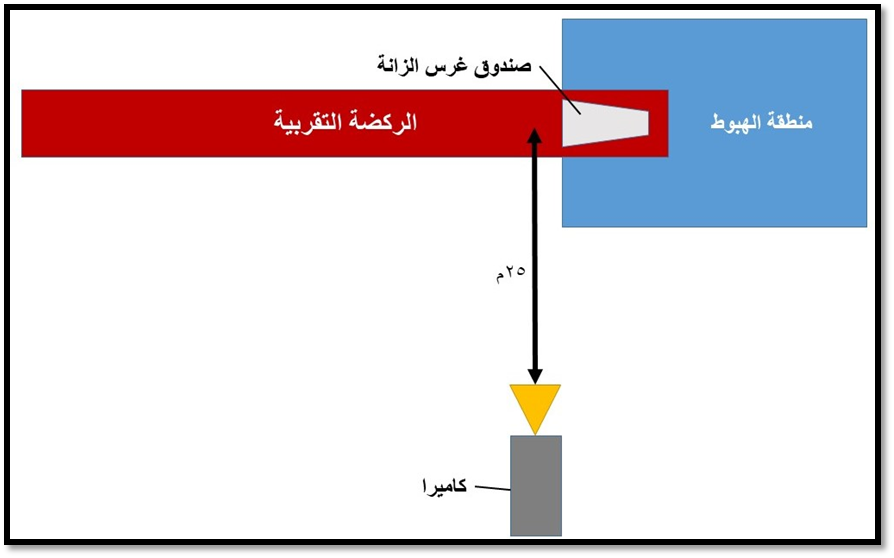 صندوق غرس الزانة
الركضة التقربية
منطقة الهبوط
٢٥م
كاميرا